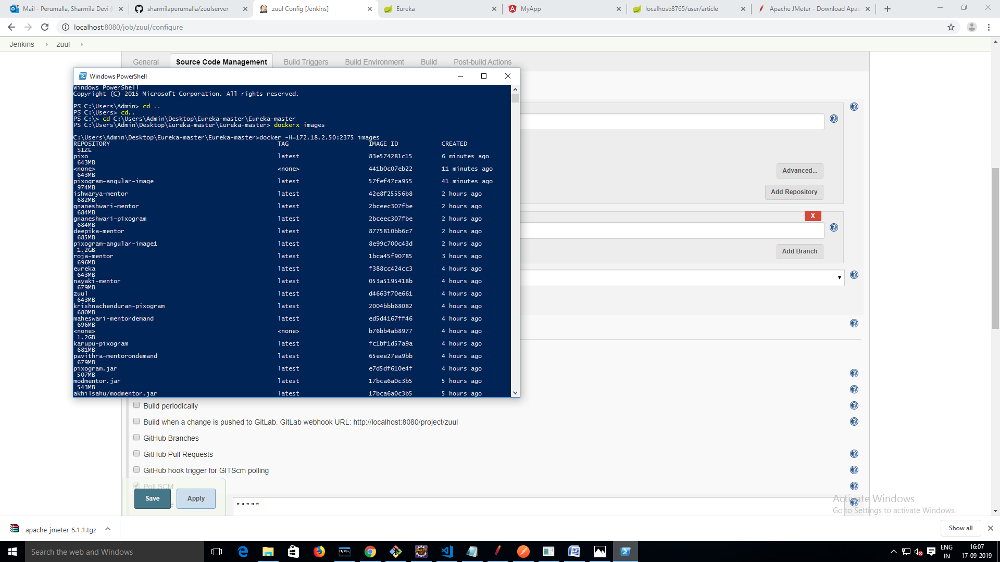 Mail - Perumalla, Sharmila Devi (
sharmilaperumalla/zuulserver
zuul Config [Jenkins]
Eureka
MyApp
localhost:8765/user/article
Apache JMeter - Download Apac
localhost:8080/job/zuul/configure
Jenkins
zuul
General
Source Code Management
Build Triggers
Build Environment
Build
Post-build Actions
Windows PowerShell
Windows PowerShell
Copyright (C) 2015 Microsoft Corporation. All rights reserved.
PS C:\Users\Admin> cd ..
PS C:\Users> cd..
PS C:\> cd C:\Users\Admin\Desktop\Eureka-master\Eureka-master
PS C:\Users\Admin\Desktop\Eureka-master\Eureka-master> dockerx images
C:\Users\Admin\Desktop\Eureka-master\Eureka-master>docker -H=172.18.2.50:2375 images
REPOSITORY TAG IMAGE ID CREATED
SIZE
pixo latest 83e574281c15 6 minutes ago
643MB
<none> <none> 441b0c07eb22 11 minutes ago
643MB
pixogram-angular-image latest 57fef47ca955 41 minutes ago
974MB
ishwarya-mentor latest 42e8f25556b8 2 hours ago
682MB
gnaneshwari-mentor latest 2bceec307fbe 2 hours ago
684MB
gnaneshwari-pixogram latest 2bceec307fbe 2 hours ago
684MB
deepika-mentor latest 8775810bb6c7 2 hours ago
685MB
pixogram-angular-image1 latest 8e99c700c43d 2 hours ago
1.2GB
roja-mentor latest 1bca45f90785 3 hours ago
696MB
eureka latest f388cc424cc3 4 hours ago
643MB
nayaki-mentor latest 053a5195418b 4 hours ago
679MB
zuul latest d4663f70e661 4 hours ago
643MB
krishnachenduran-pixogram latest 2004bbb68082 4 hours ago
680MB
maheswari-mentordemand latest ed5d4167ff46 4 hours ago
696MB
<none> <none> b76bb4ab8977 4 hours ago
1.2GB
karupu-pixogram latest fc1bf1d57a9a 4 hours ago
681MB
pavithra-mentorondemand latest 65eee27ea9bb 4 hours ago
679MB
pixogram.jar latest e7d5df610e4f 4 hours ago
507MB
modmentor.jar latest 17bca6a0c3b5 5 hours ago
543MB
akhilsahu/modmentor.jar latest 17bca6a0c3b5 5 hours ago
Advanced...
Add Repository
X
Add Branch
Build periodically
Build when a change is pushed to GitLab. GitLab webhook URL: http://localhost:8080/project/zuul
GitHub Branches
GitHub Pull Requests
GitHub hook trigger for GITScm polling
Poll SCM
Save
Apply
* * * * *
Activate Windows
Go to Settings to activate Windows.
apache-jmeter-5.1.1.tgz
Show all
Search the web and Windows
ENG
IN
16:07
17-09-2019